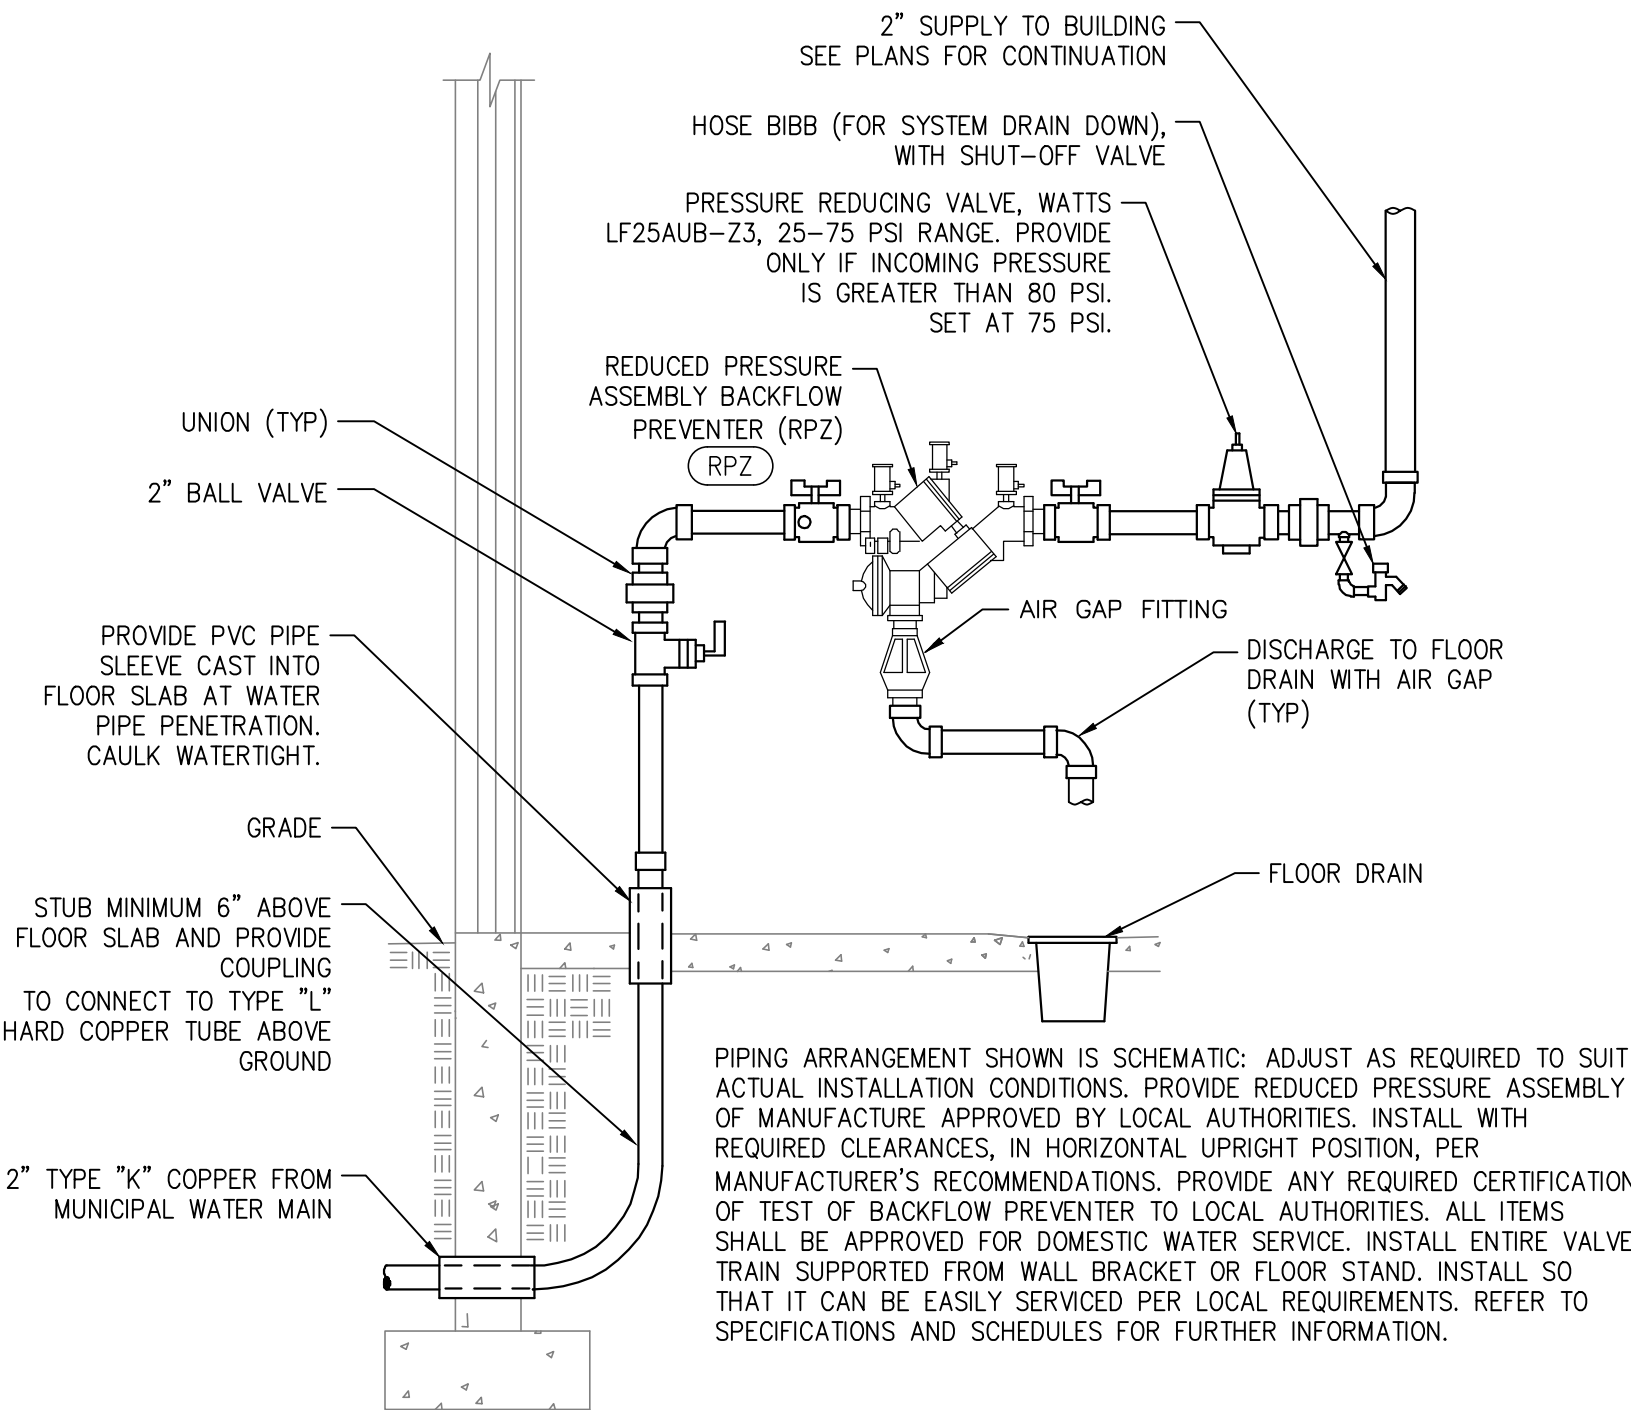 2” SUPPLY TO BUILDING
SEE PLANS FOR CONTINUATION
HOSE BIBB (FOR SYSTEM DRAIN DOWN),
WITH SHUT-OFF VALVE
PRESSURE REDUCING VALVE, WATTS
LF25AUB-Z3, 25-75 PSI RANGE. PROVIDE
ONLY IF INCOMING PRESSURE
IS GREATER THAN 80 PSI.
SET AT 75 PSI.
REDUCED PRESSURE
ASSEMBLY BACKFLOW
PREVENTER (RPZ)
RPZ
UNION (TYP)
2” BALL VALVE
AIR GAP FITTING
PROVIDE PVC PIPE
SLEEVE CAST INTO
FLOOR SLAB AT WATER
PIPE PENETRATION.
CAULK WATERTIGHT.
DISCHARGE TO FLOOR
DRAIN WITH AIR GAP
(TYP)
GRADE
FLOOR DRAIN
STUB MINIMUM 6” ABOVE
FLOOR SLAB AND PROVIDE
COUPLING
TO CONNECT TO TYPE ”L”
HARD COPPER TUBE ABOVE
GROUND
2” TYPE ”K” COPPER FROM
MUNICIPAL WATER MAIN
PIPING ARRANGEMENT SHOWN IS SCHEMATIC: ADJUST AS REQUIRED TO SUIT
ACTUAL INSTALLATION CONDITIONS. PROVIDE REDUCED PRESSURE ASSEMBLY
OF MANUFACTURE APPROVED BY LOCAL AUTHORITIES. INSTALL WITH
REQUIRED CLEARANCES, IN HORIZONTAL UPRIGHT POSITION, PER
MANUFACTURER’S RECOMMENDATIONS. PROVIDE ANY REQUIRED CERTIFICATION
OF TEST OF BACKFLOW PREVENTER TO LOCAL AUTHORITIES. ALL ITEMS
SHALL BE APPROVED FOR DOMESTIC WATER SERVICE. INSTALL ENTIRE VALVE
TRAIN SUPPORTED FROM WALL BRACKET OR FLOOR STAND. INSTALL SO
THAT IT CAN BE EASILY SERVICED PER LOCAL REQUIREMENTS. REFER TO
SPECIFICATIONS AND SCHEDULES FOR FURTHER INFORMATION.